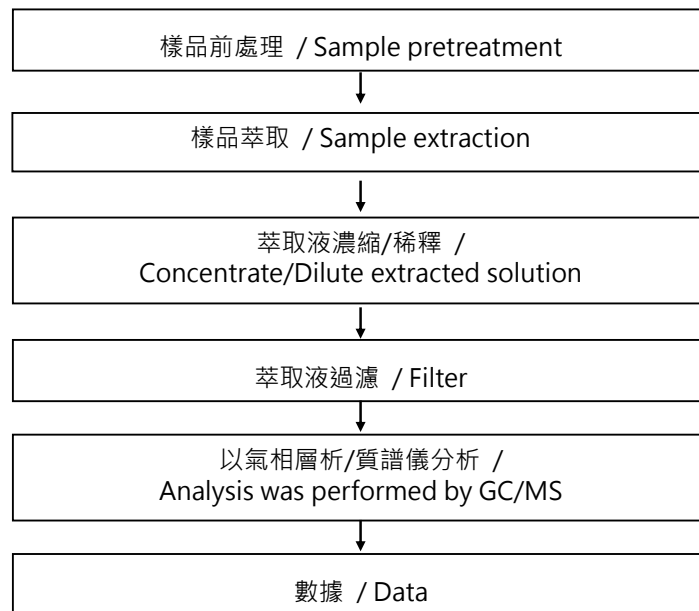 樣品前處理 / Sample pretreatment
樣品萃取 / Sample extraction
萃取液濃縮/稀釋 /
Concentrate/Dilute extracted solution
萃取液過濾 / Filter
以氣相層析/質譜儀分析 /
Analysis was performed by GC/MS
數據 / Data